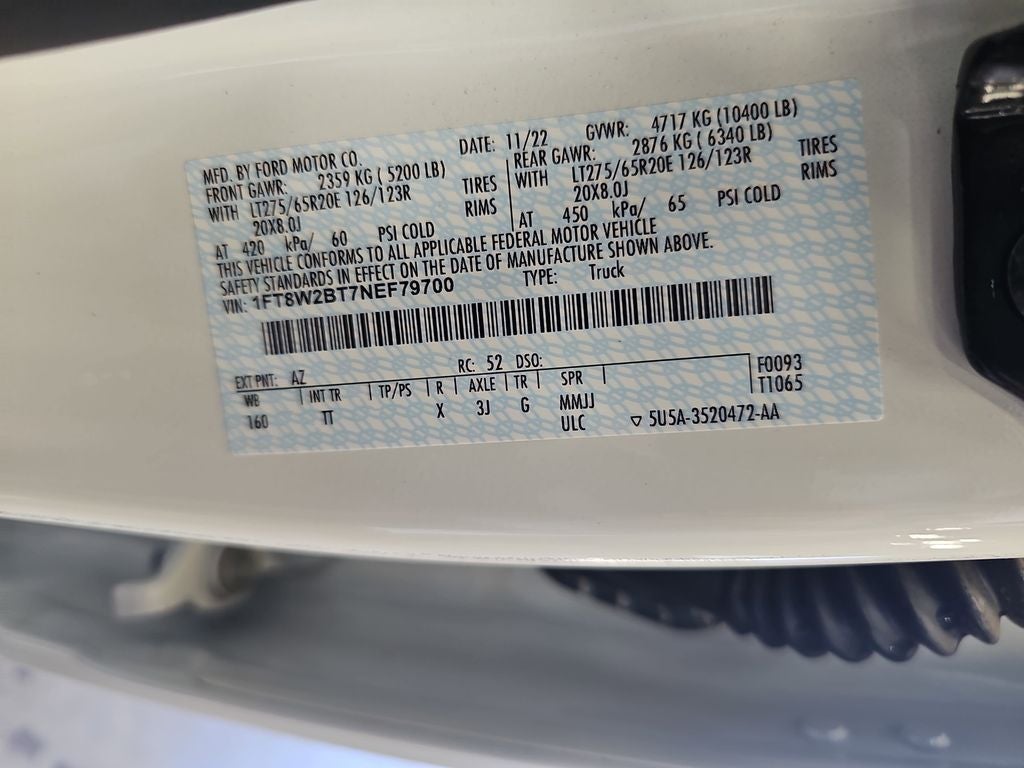 MFD. BY FORD MOTOR CO. DATE: 11/22 GVWR: 4717 KG (10400 LB)
FRONT GAWR: 2359 KG ( 5200 LB) REAR GAWR: 2876 KG ( 6340 LB)
WITH LT275/65R20E 126/123R TIRES WITH LT275/65R20E 126/123R TIRES
20X8.0J RIMS 20X8.0J RIMS
AT 420 kPa/ 60 PSI COLD AT 450 kPa/ 65 PSI COLD
THIS VEHICLE CONFORMS TO ALL APPLICABLE FEDERAL MOTOR VEHICLE
SAFETY STANDARDS IN EFFECT ON THE DATE OF MANUFACTURE SHOWN ABOVE.
VIN: 1FT8W2BT7NEF79700 TYPE: Truck
EXT PNT: AZ RC: 52 DSO: F0093
WB INT TR TP/PS R AXLE TR SPR T1065
160 TT X 3J G MMJJ
ULC ▽ 5U5A-3520472-AA